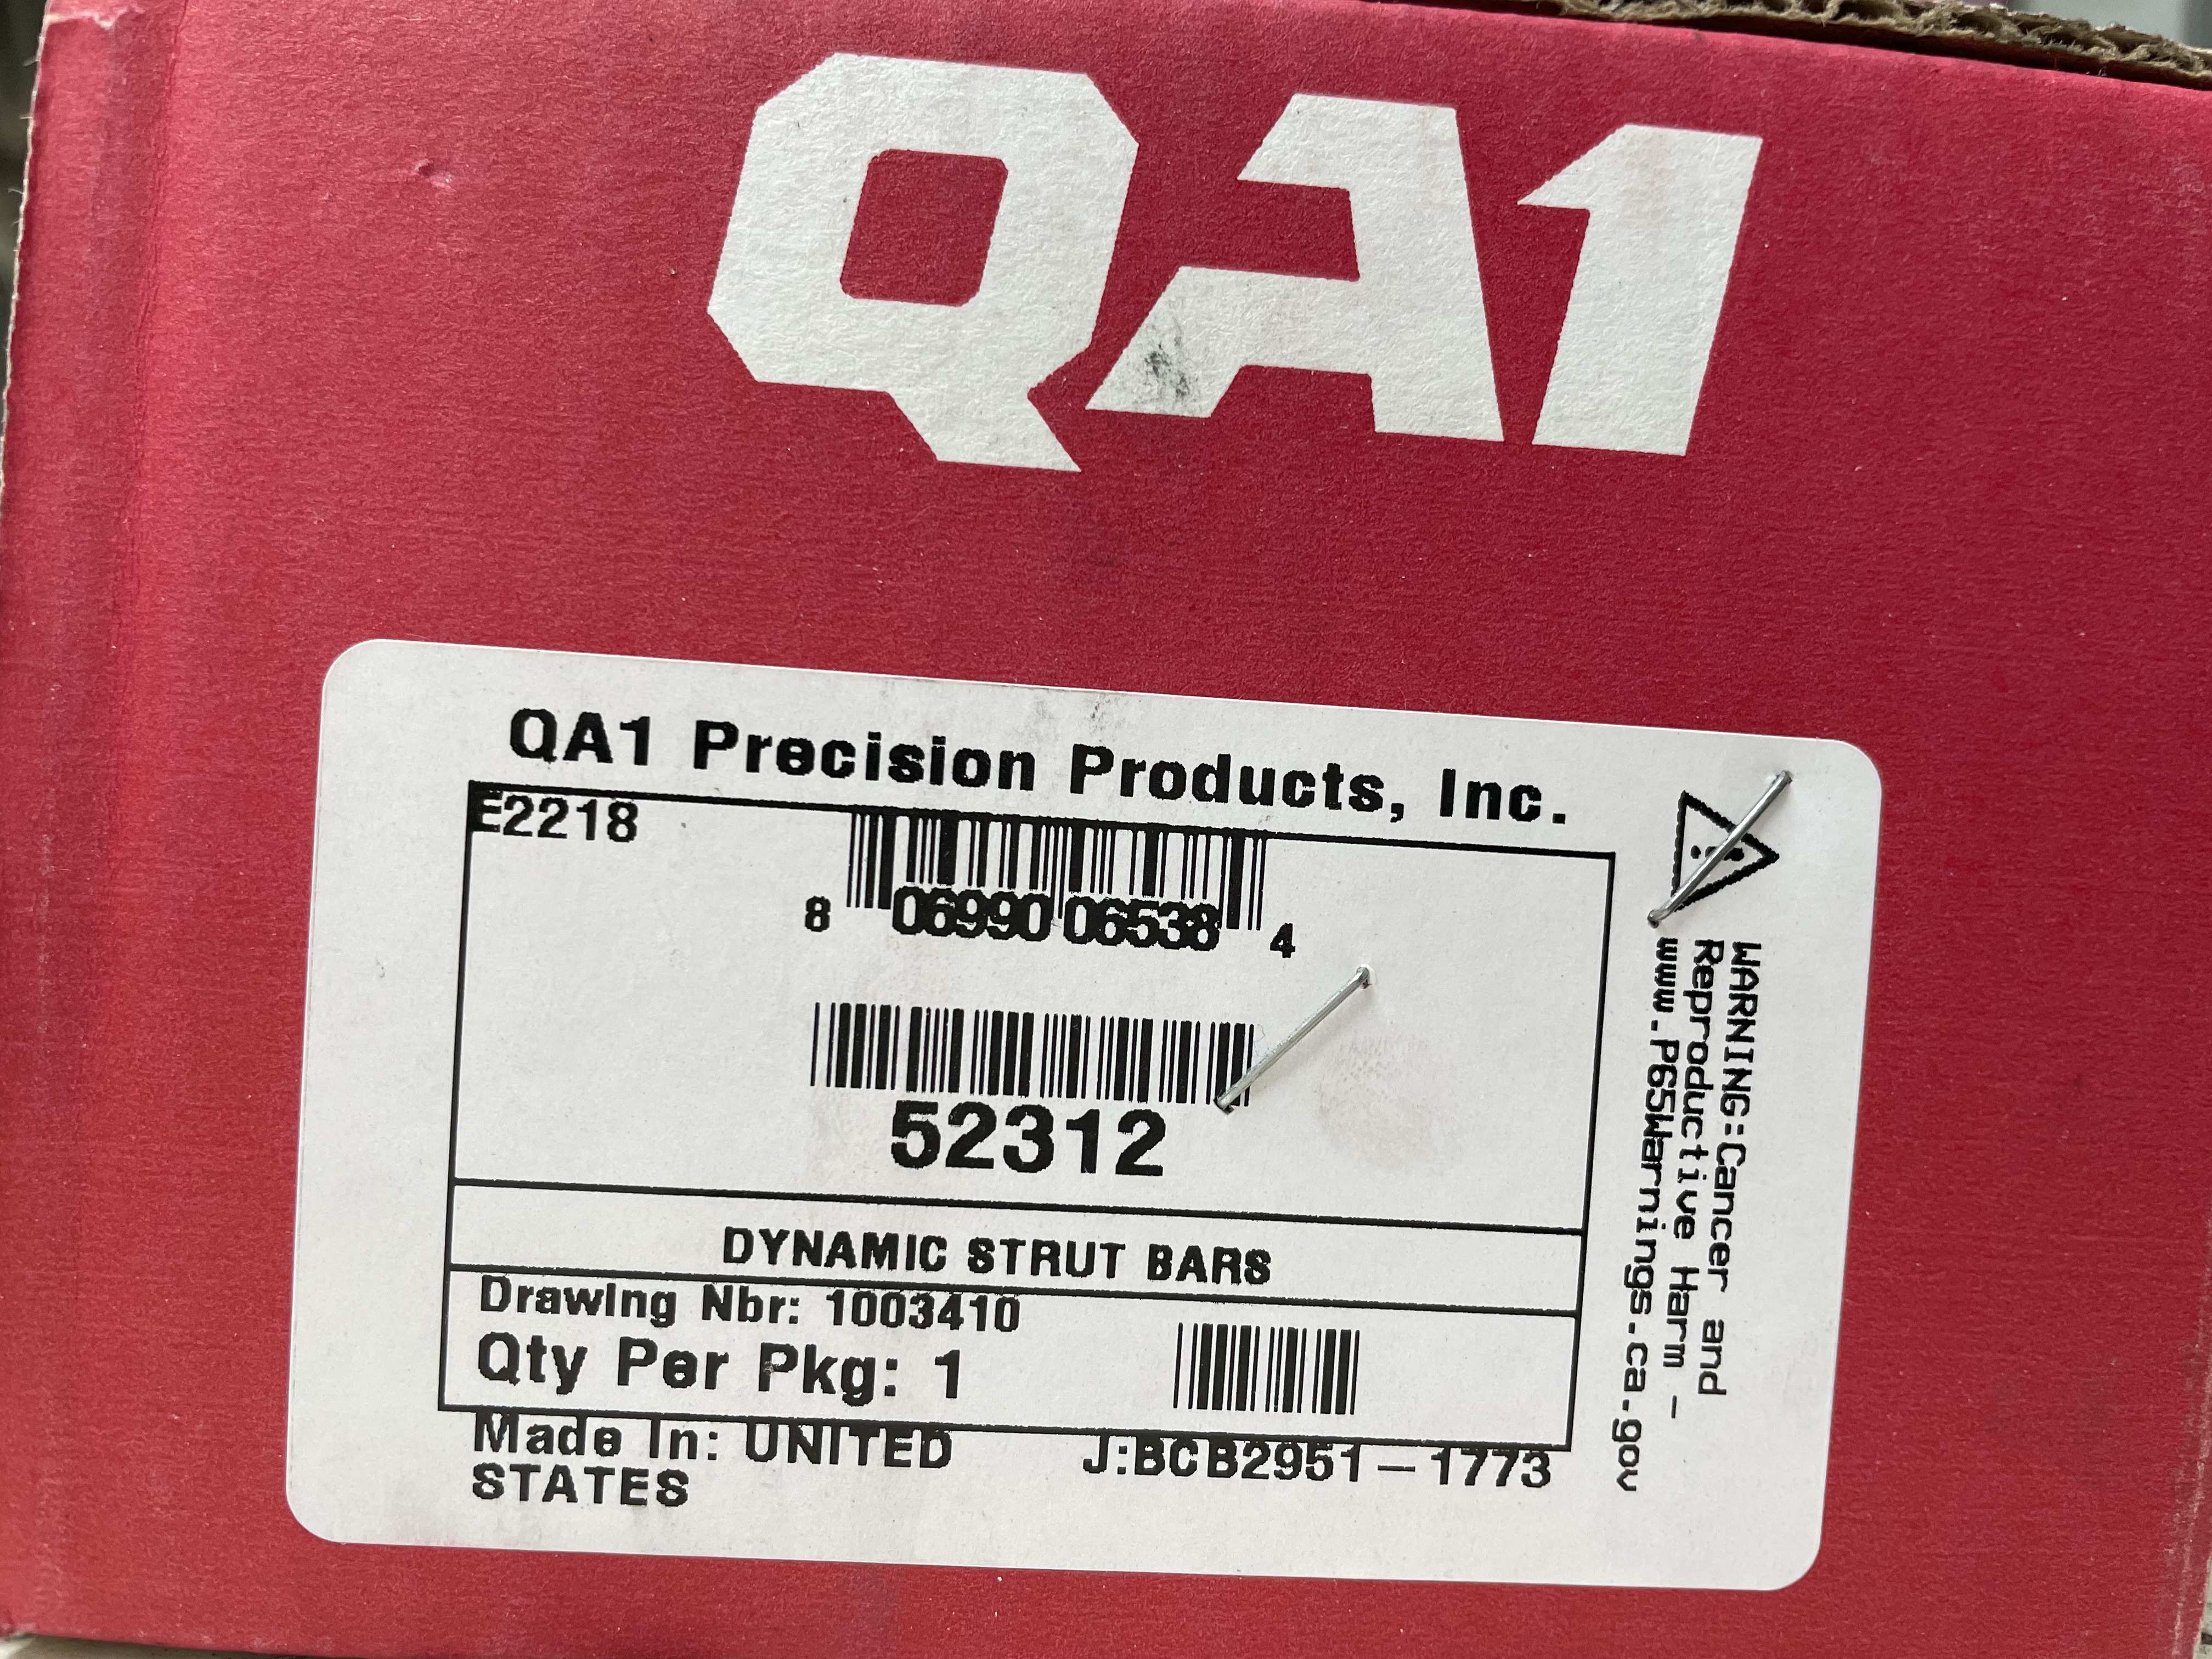 QA1
QA1 Precision Products, Inc.
E2218
8 06990 06538 4
52312
DYNAMIC STRUT BARS
Drawing Nbr: 1003410
Qty Per Pkg: 1
Made In: UNITED
STATES
J:BCB2951-1773
WARNING::Cancer and
Reproductive Harm -
www.P65Warnings.ca.gov